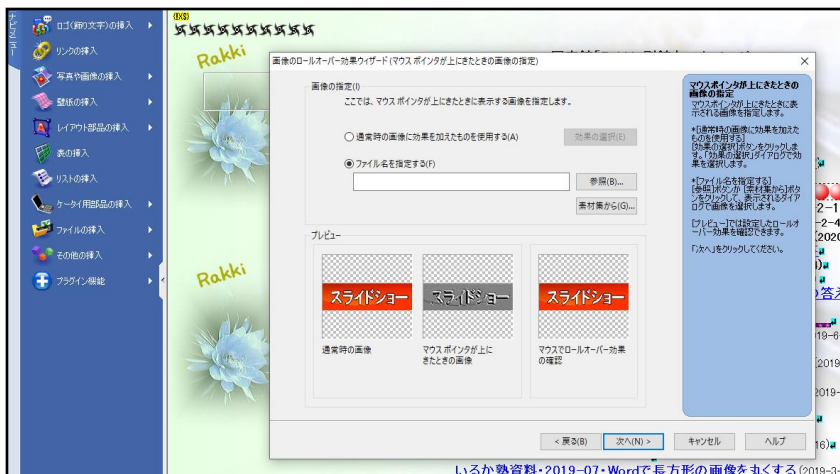 ナビメニュー
ロゴ(飾り文字)の挿入
リンクの挿入
写真や画像の挿入
壁紙の挿入
レイアウト部品の挿入
表の挿入
リストの挿入
ケータイ用部品の挿入
ファイルの挿入
その他の挿入
プラグイン機能
Rakki
Rakki
画像のロールオーバー効果ウィザード(マウス ポインタが上にきたときの画像の指定)
画像の指定(I)
ここでは、マウス ポインタが上にきたときに表示する画像を指定します。
通常時の画像に効果を加えたものを使用する(A)
効果の選択(E)
ファイル名を指定する(F)
参照(B)...
素材集から(G)...
プレビュー
スライドショー
スライドショー
スライドショー
通常時の画像
マウス ポインタが上に
きたときの画像
マウスでロールオーバー効果
の確認
マウスポインタが上にきたときの
画像の指定
マウスポインタが上にきたときに表
示される画像を指定します。
*[通常時の画像に効果を加えた
ものを使用する]
[効果の選択]ボタンをクリックしま
す。「効果の選択」ダイアログで効
果を選択します。
*[ファイル名を指定する]
[参照]ボタンか [素材集から]ボタ
ンをクリックして、表示されるダイア
ログで画像を選択します。
[プレビュー]では設定したロールオ
ーバー効果を確認できます。
「次へ」をクリックしてください。
< 戻る(B)
次へ(N) >
キャンセル
ヘルプ
いるか塾資料・2019-07・Wordで長方形の画像を丸くする(2019-3-